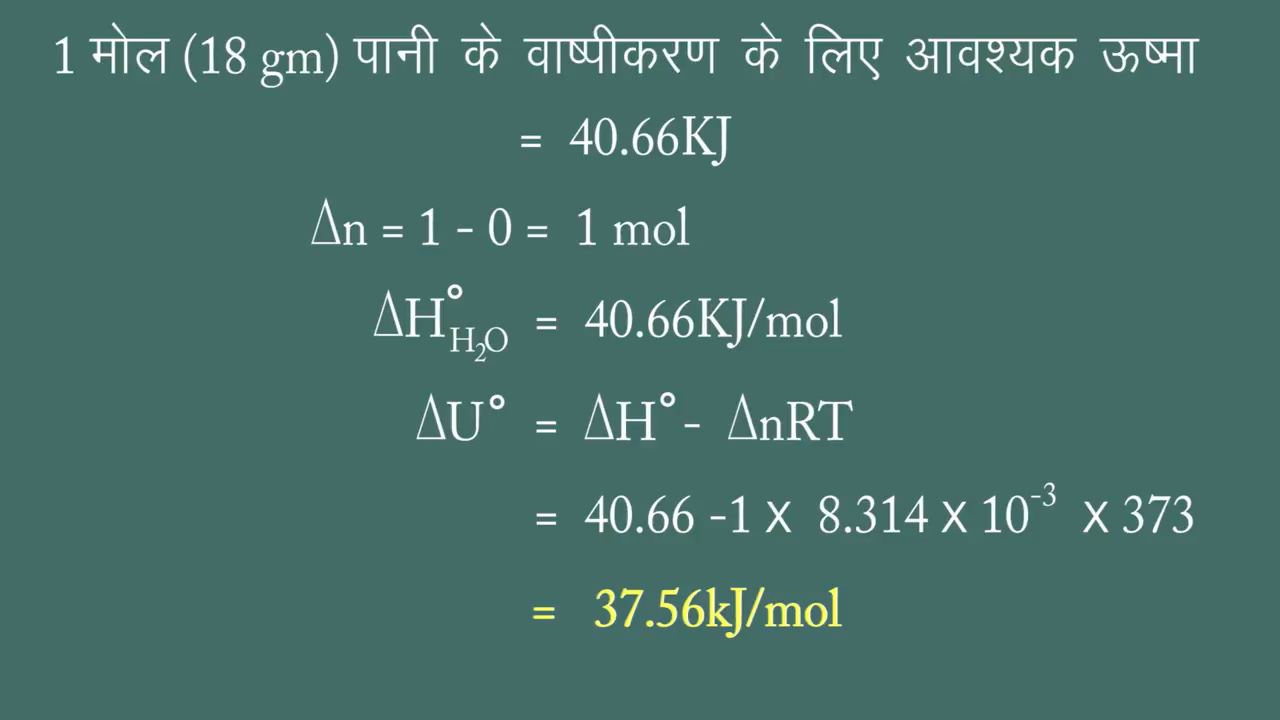 1 मोल (18 gm) पानी के वाष्पीकरण के लिए आवश्यक ऊष्मा
= 40.66KJ
Δn = 1 - 0 = 1 mol
ΔH°H₂O = 40.66KJ/mol
ΔU° = ΔH° - ΔnRT
= 40.66 -1 X 8.314 X 10⁻³ X 373
= 37.56kJ/mol